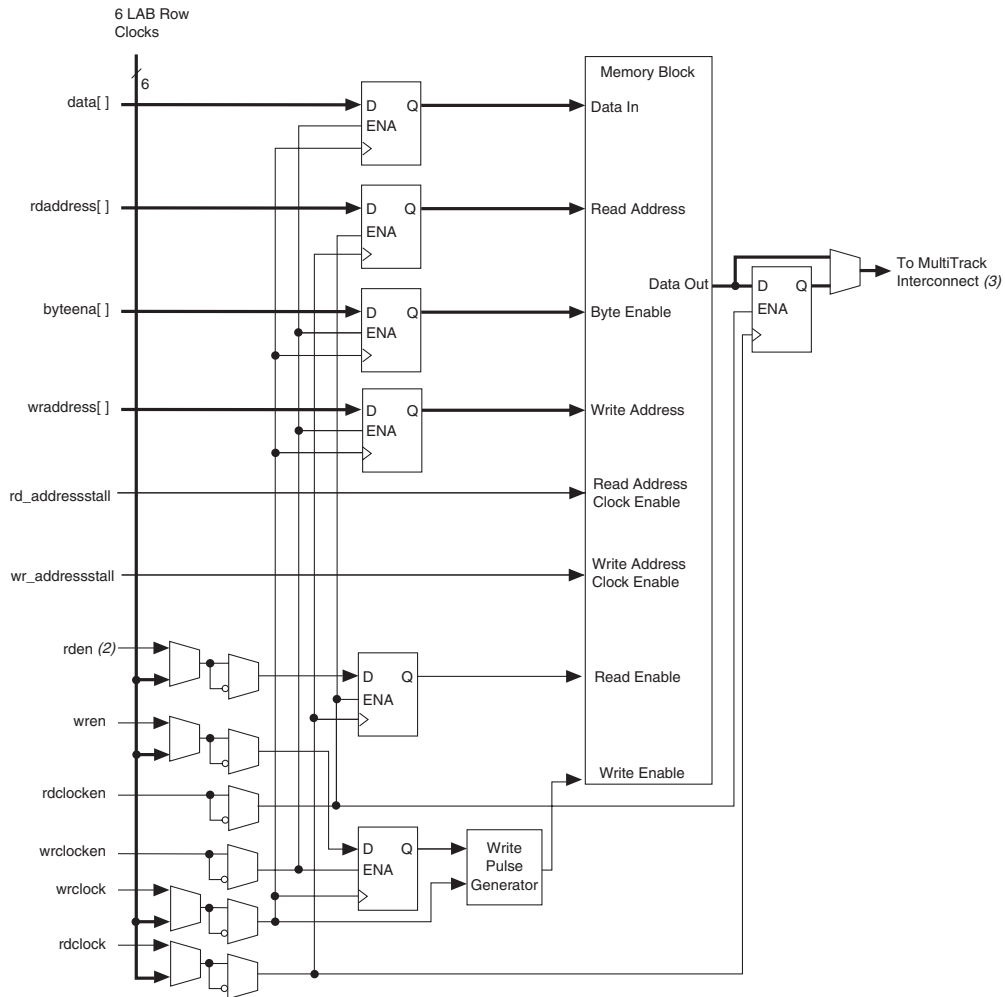 6 LAB Row
Clocks
6
Memory Block
data[ ]
D Q
ENA
Data In
rdaddress[ ]
D Q
ENA
Read Address
To MultiTrack
Interconnect (3)
Data Out
D Q
ENA
byteena[ ]
D Q
ENA
Byte Enable
wraddress[ ]
D Q
ENA
Write Address
rd_addressstall
Read Address
Clock Enable
wr_addressstall
Write Address
Clock Enable
rden (2)
D Q
ENA
Read Enable
wren
Write Enable
rdclocken
wrclocken
D Q
ENA
Write
Pulse
Generator
wrclock
rdclock